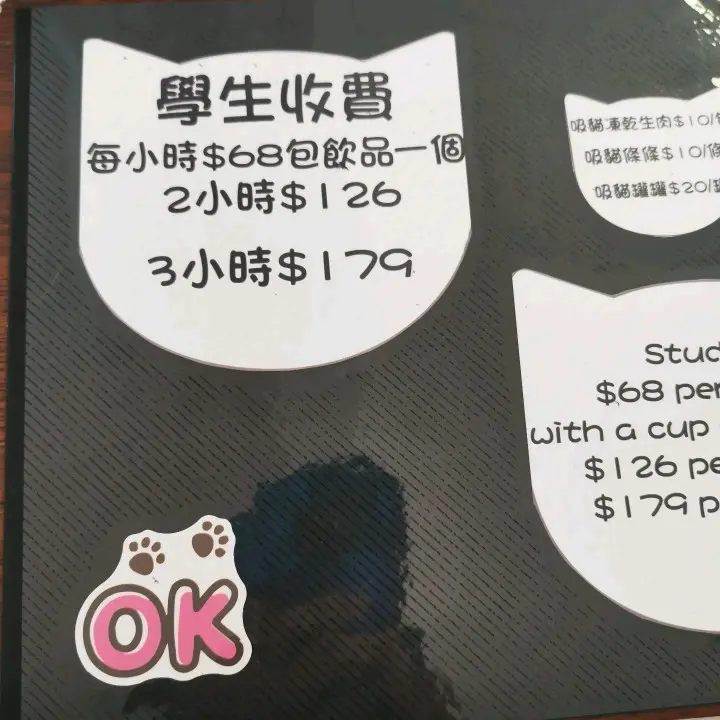 學生收費
每小時$68包飲品一個
2小時$126
3小時$179
吸貓凍乾生肉$10/
吸貓條條$10/條
吸貓罐罐$20/
Stud
$68 per
with a cup
$126 pe
$179 p
OK